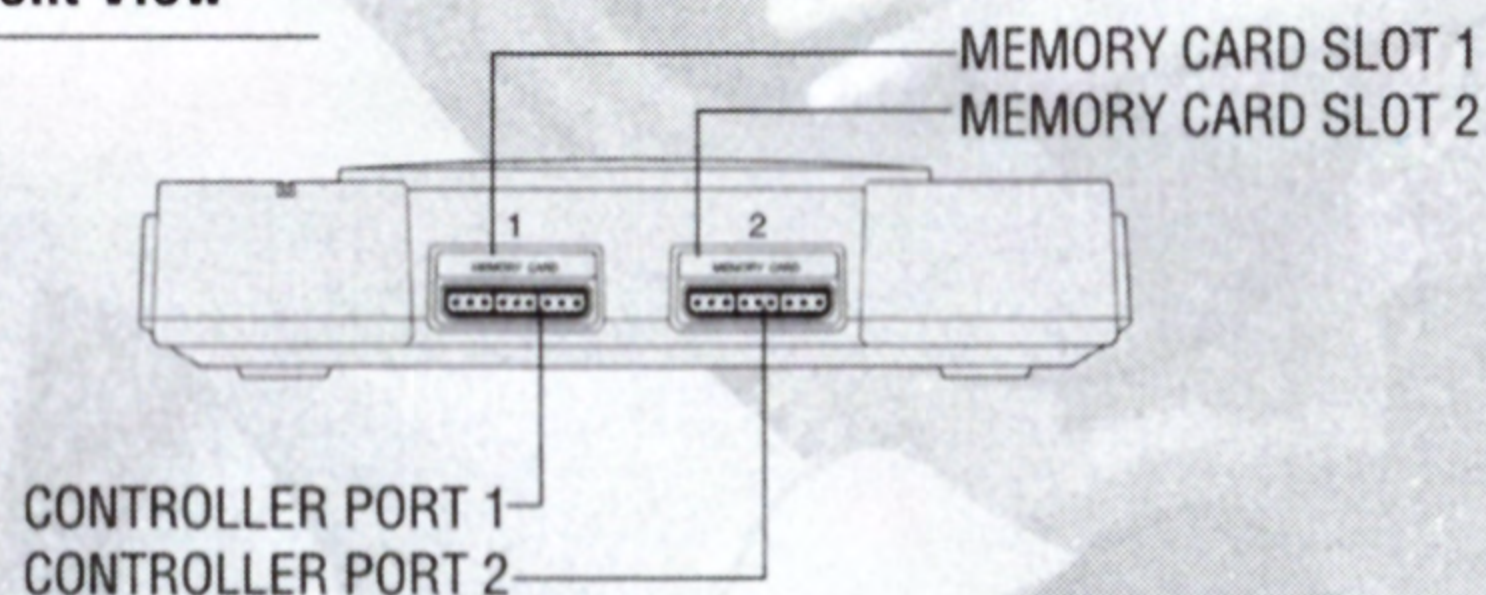 View
MEMORY CARD SLOT 1
MEMORY CARD SLOT 2
1
2
MEMORY CARD
MEMORY CARD
CONTROLLER PORT 1
CONTROLLER PORT 2